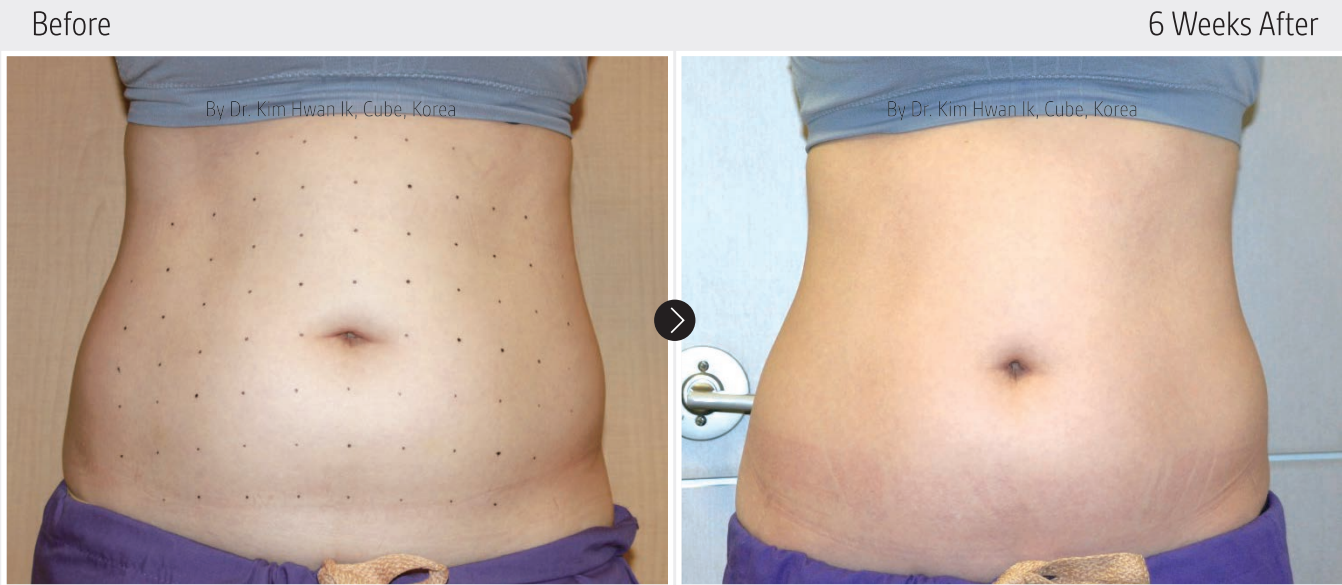 Before
6 Weeks After
By Dr. Kim Hwan Ik, Cube, Korea
By Dr. Kim Hwan Ik, Cube, Korea